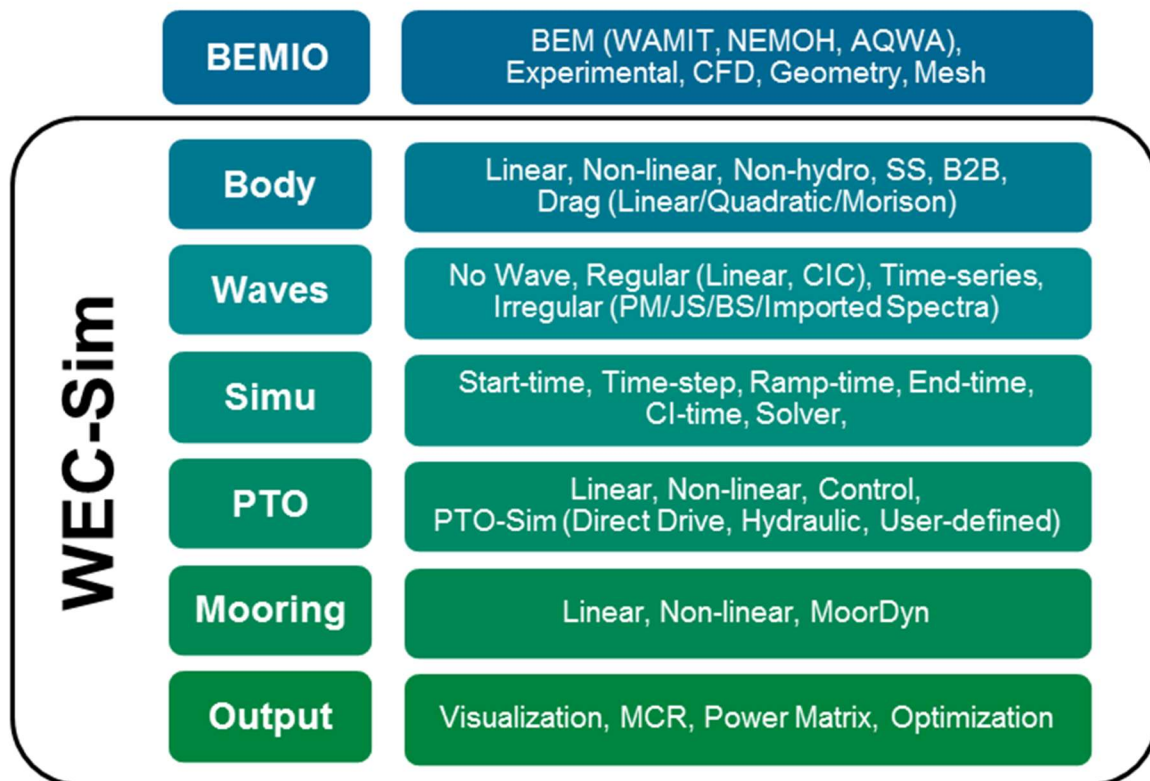 BEMIO
BEM (WAMIT, NEMOH, AQWA),
Experimental, CFD, Geometry, Mesh
WEC-Sim
Body
Linear, Non-linear, Non-hydro, SS, B2B,
Drag (Linear/Quadratic/Morison)
Waves
No Wave, Regular (Linear, CIC), Time-series,
Irregular (PM/JS/BS/Imported Spectra)
Simu
Start-time, Time-step, Ramp-time, End-time,
CI-time, Solver,
PTO
Linear, Non-linear, Control,
PTO-Sim (Direct Drive, Hydraulic, User-defined)
Mooring
Linear, Non-linear, MoorDyn
Output
Visualization, MCR, Power Matrix, Optimization